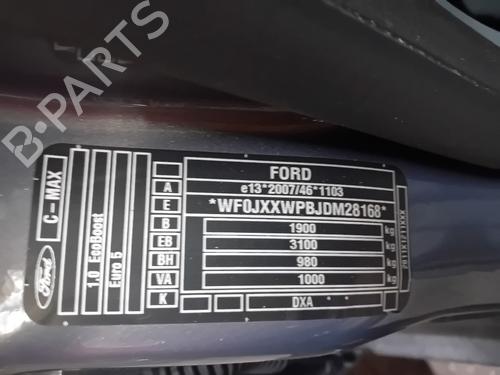 B-PARTS
FORD
A e13*2007/46*1103
E *WF0JXXWPBJDM28168*
B 1900 kg
EB 3100 kg
BH 980 kg
VA 1000 kg
K DXA
C - MAX
1.0 EcoBoost
Euro 5
Ford